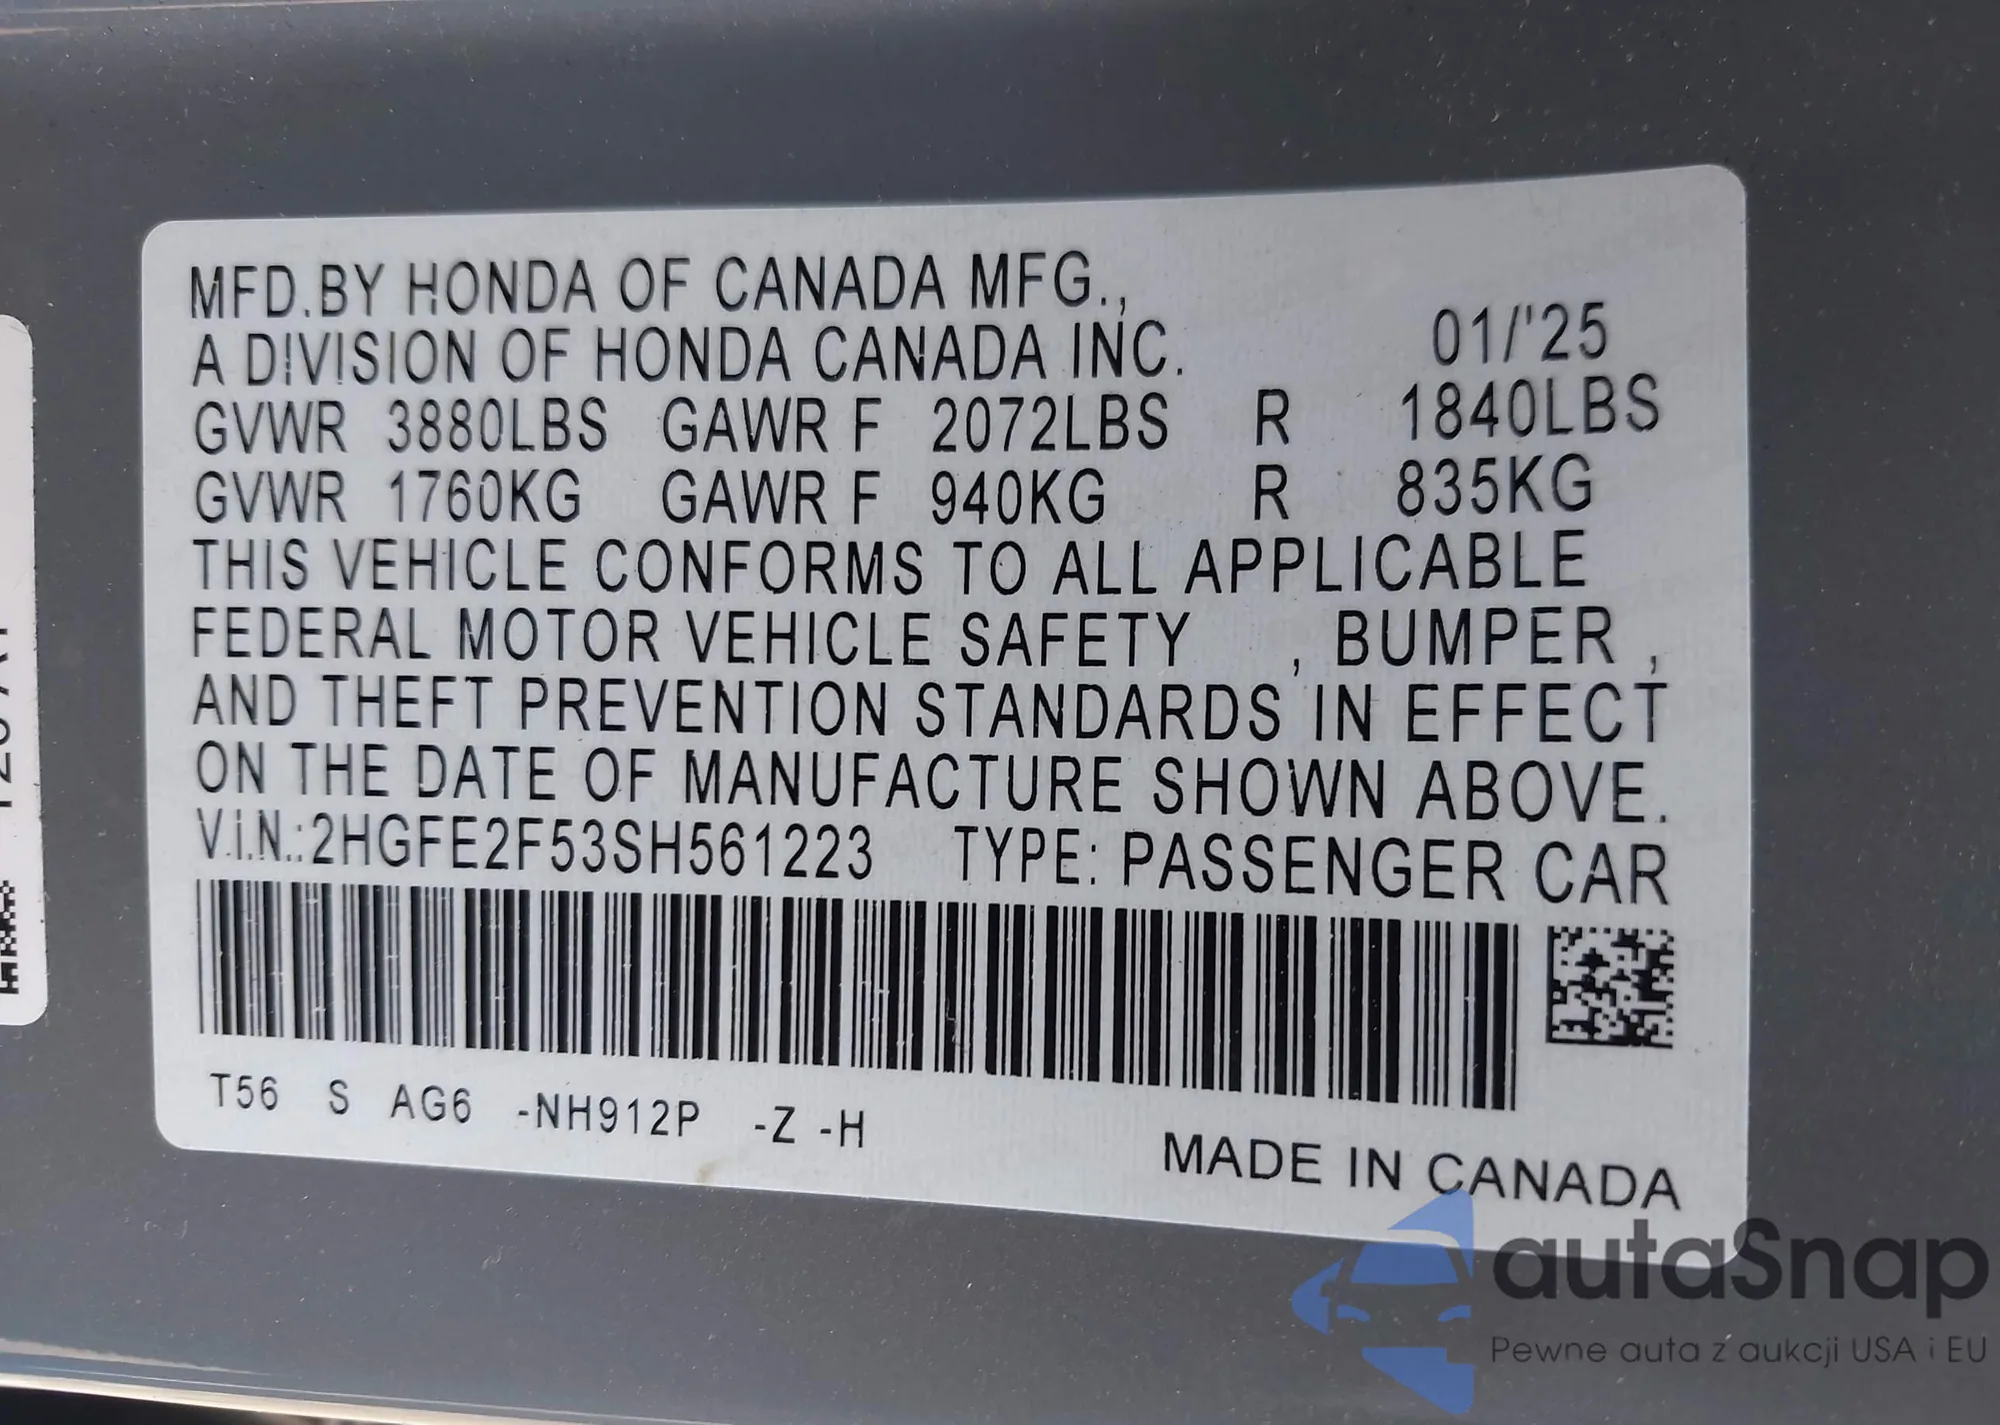 MFD.BY HONDA OF CANADA MFG.,
A DIVISION OF HONDA CANADA INC. 01/'25
GVWR 3880LBS GAWR F 2072LBS R 1840LBS
GVWR 1760KG GAWR F 940KG R 835KG
THIS VEHICLE CONFORMS TO ALL APPLICABLE
FEDERAL MOTOR VEHICLE SAFETY , BUMPER ,
AND THEFT PREVENTION STANDARDS IN EFFECT
ON THE DATE OF MANUFACTURE SHOWN ABOVE.
V.I.N.:2HGFE2F53SH561223 TYPE: PASSENGER CAR
T56 S AG6 -NH912P -Z -H
MADE IN CANADA
autaSnap
Pewne auta z aukcji USA i EU